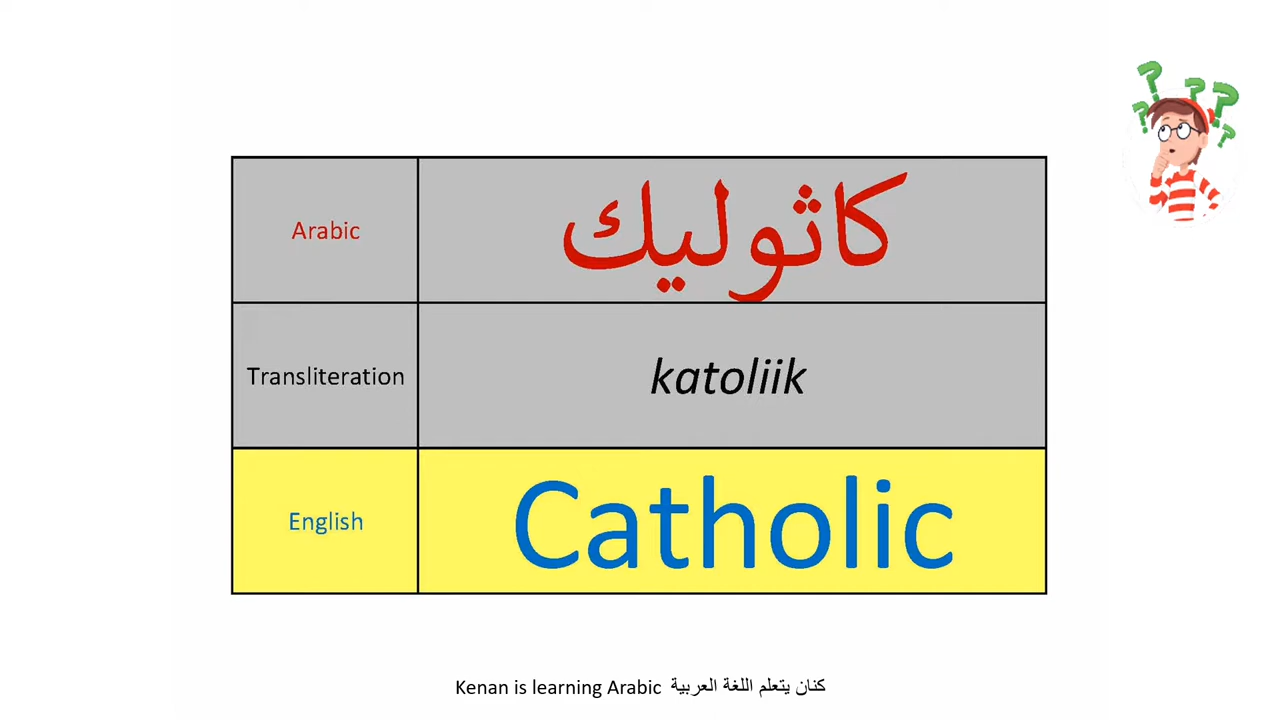 Arabic كاثوليك
Transliteration katoliik
English Catholic
Kenan is learning Arabic كنان يتعلم اللغة العربية